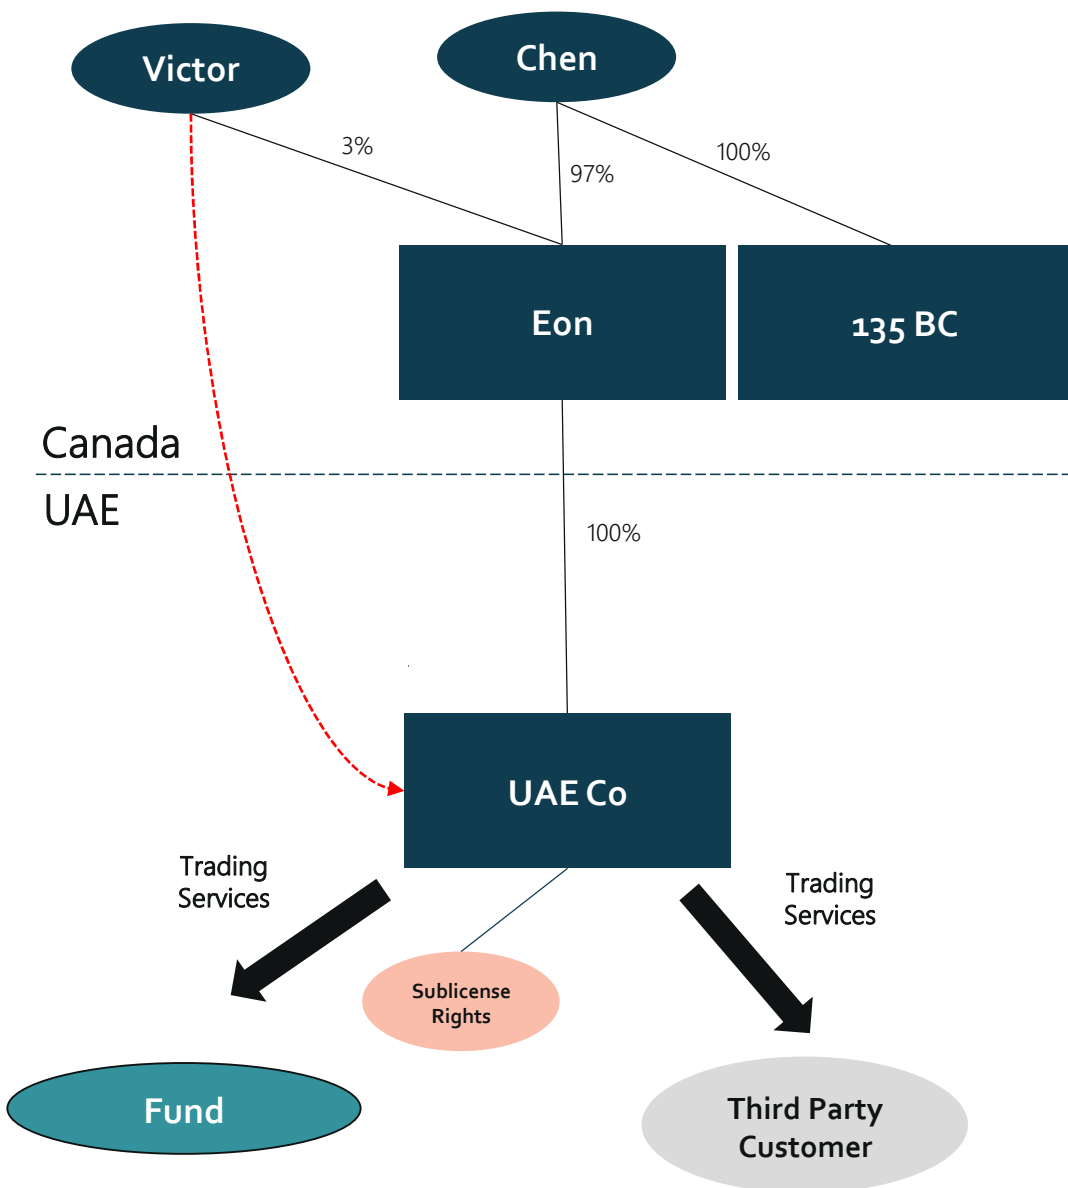 Victor
Chen
3%
97%
100%
Eon
135 BC
Canada
UAE
100%
UAE Co
Trading
Services
Trading
Services
Sublicense
Rights
Fund
Third Party
Customer